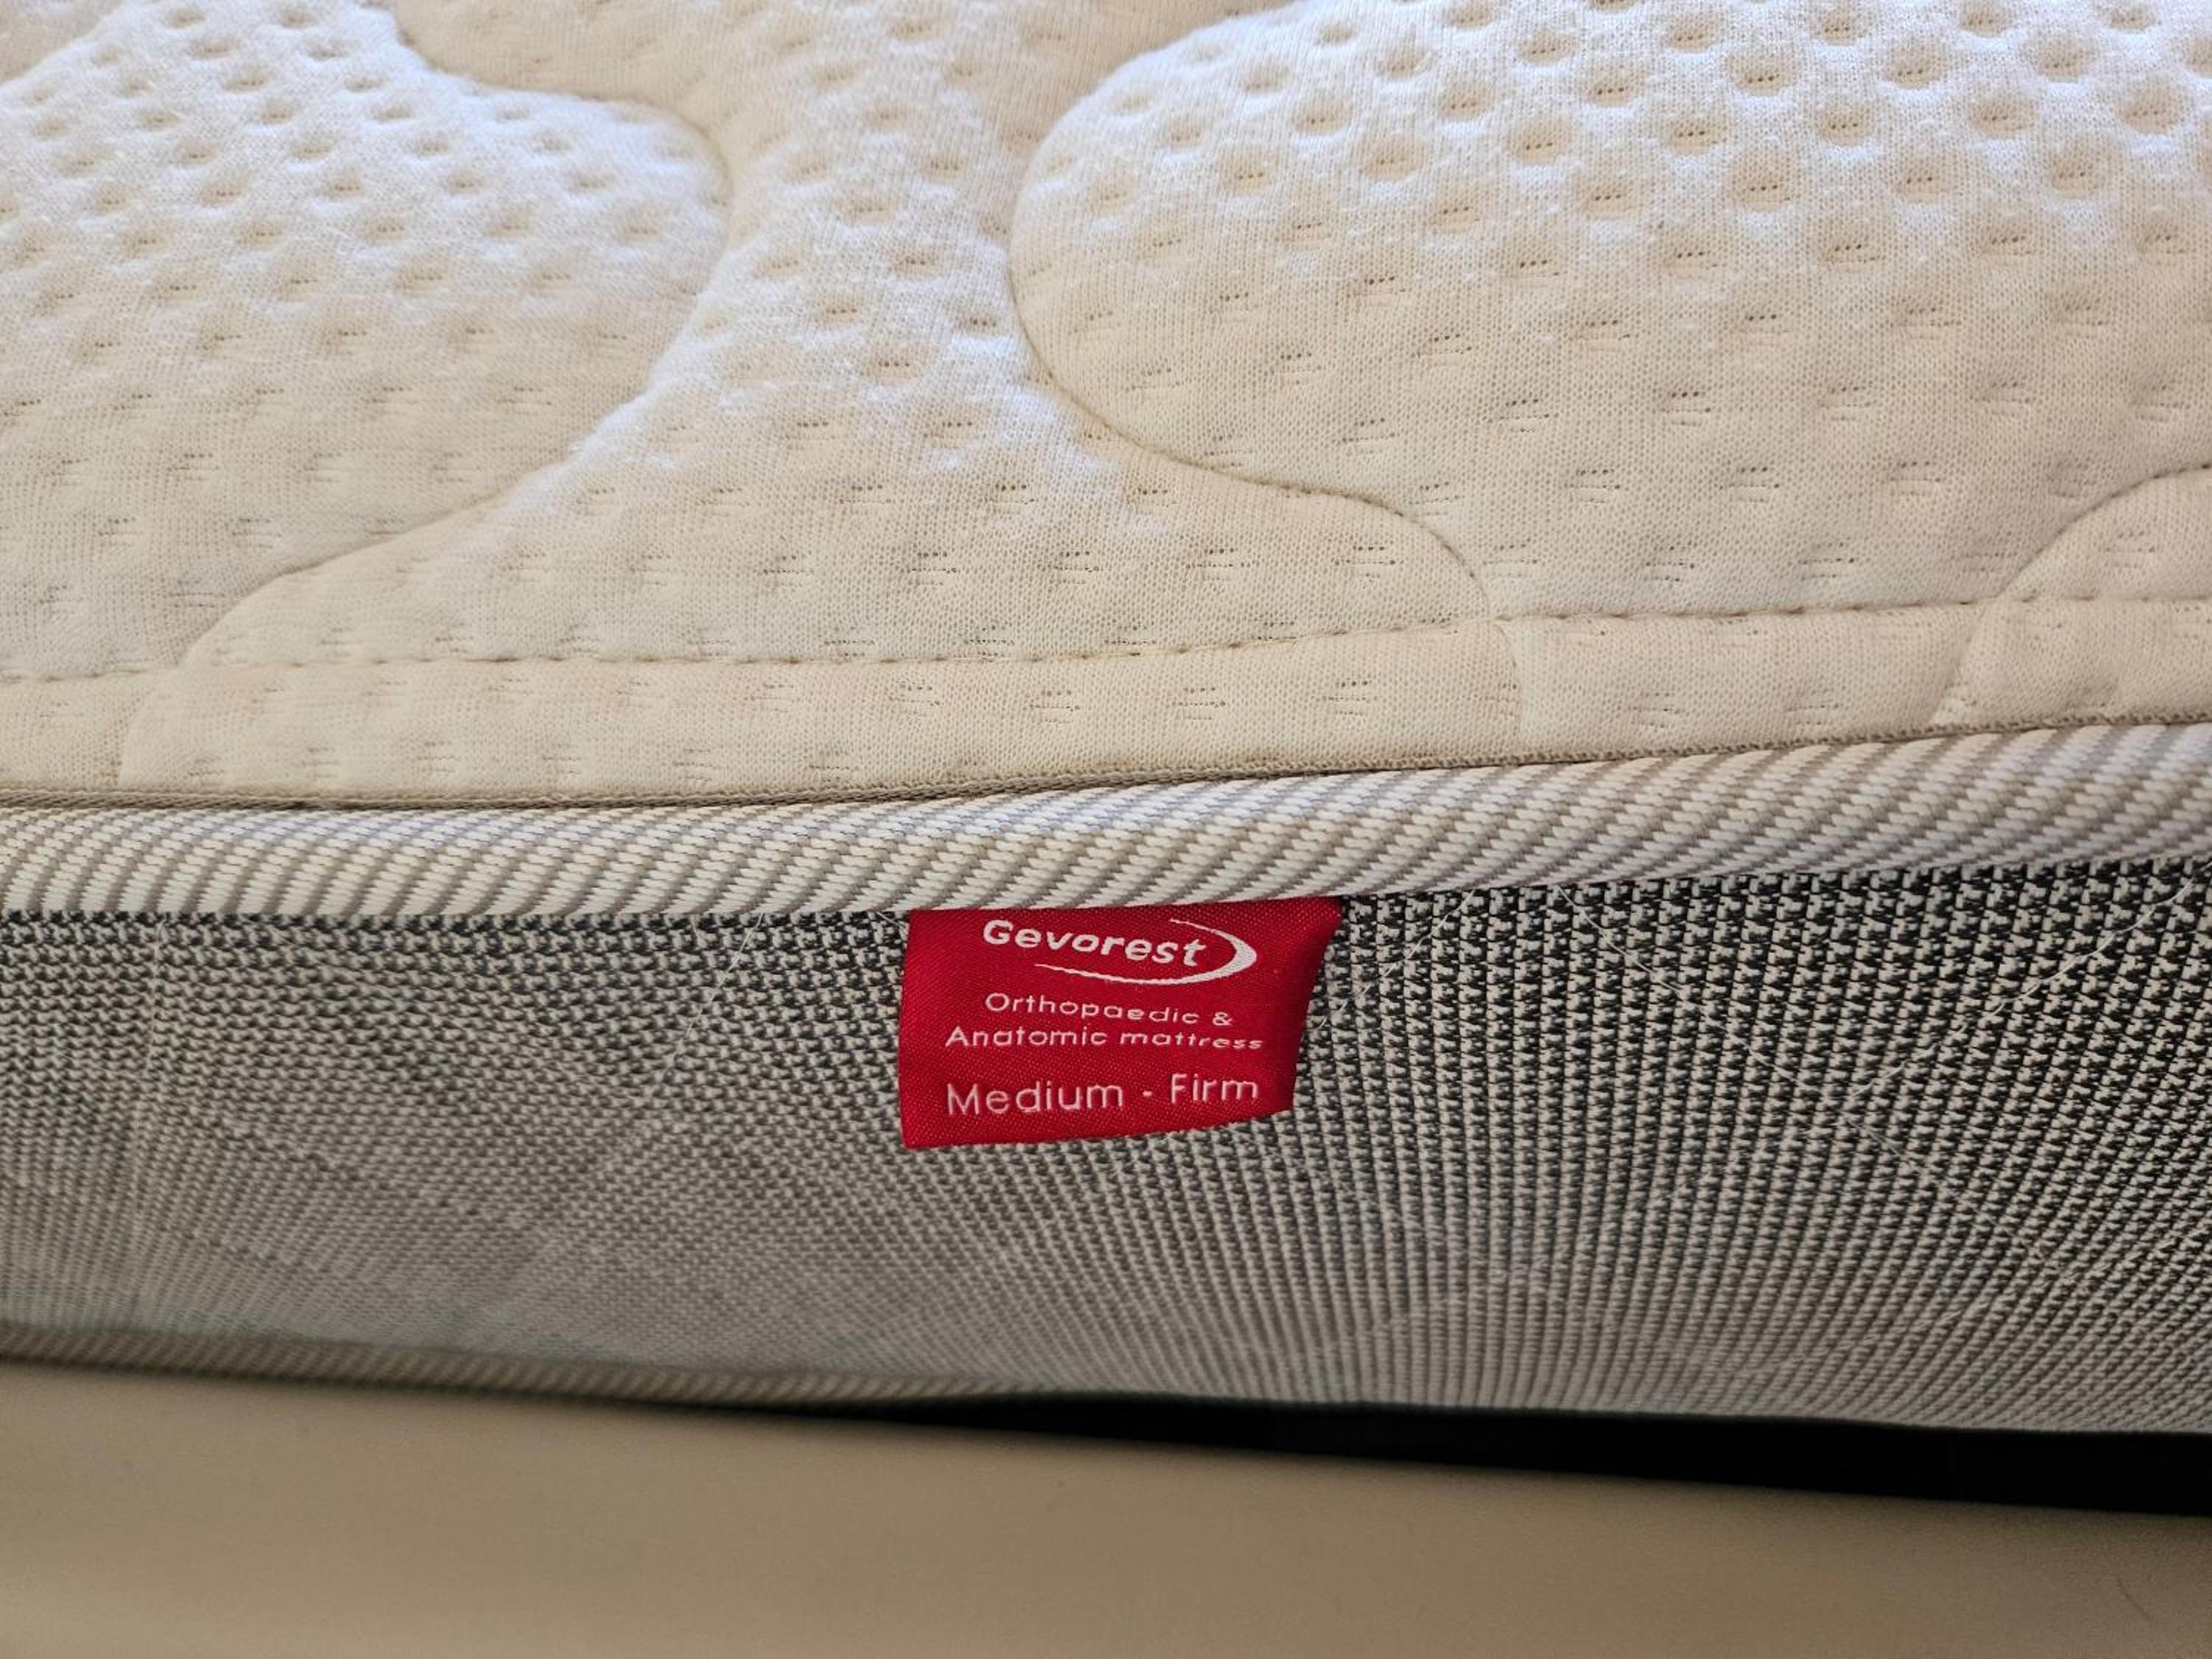 Gevorest
Orthopaedic &
Anatomic mattress
Medium - Firm